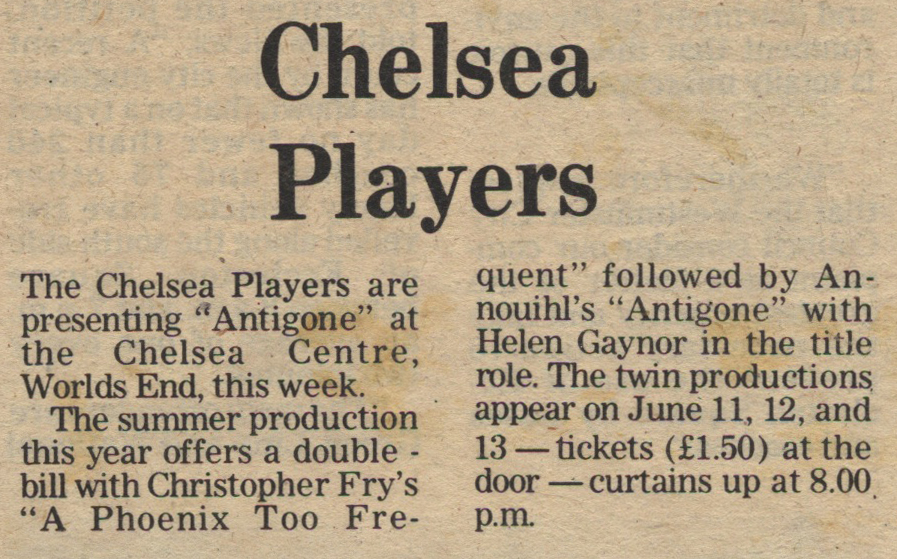 Chelsea
Players
The Chelsea Players are
presenting “Antigone” at
the Chelsea Centre,
Worlds End, this week.
The summer production
this year offers a double -
bill with Christopher Fry’s
“A Phoenix Too Fre-
quent” followed by An-
nouihl’s “Antigone” with
Helen Gaynor in the title
role. The twin productions
appear on June 11, 12, and
13 — tickets (£1.50) at the
door — curtains up at 8.00
p.m.